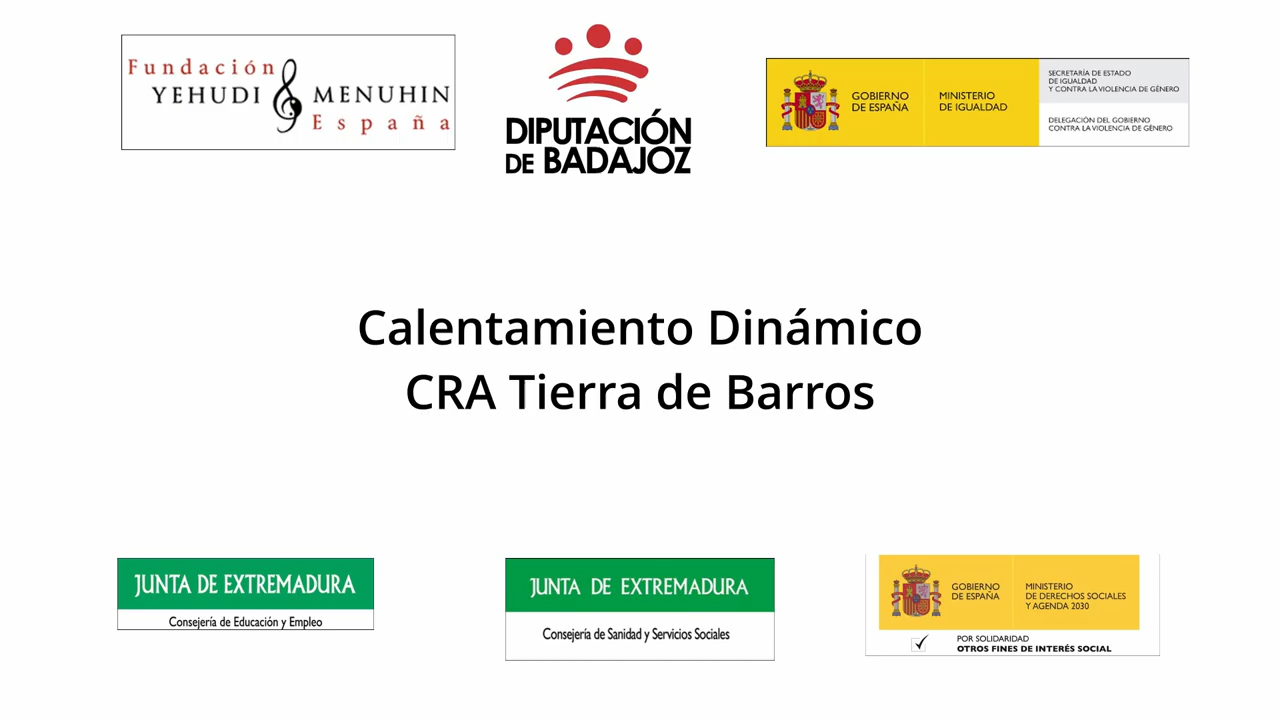 Fundación
YEHUDI MENUHIN
España
DIPUTACIÓN
DE BADAJOZ
GOBIERNO
DE ESPAÑA
MINISTERIO
DE IGUALDAD
SECRETARÍA DE ESTADO
DE IGUALDAD
Y CONTRA LA VIOLENCIA DE GÉNERO
DELEGACIÓN DEL GOBIERNO
CONTRA LA VIOLENCIA DE GÉNERO
Calentamiento Dinámico
CRA Tierra de Barros
JUNTA DE EXTREMADURA
Consejería de Educación y Empleo
JUNTA DE EXTREMADURA
Consejería de Sanidad y Servicios Sociales
GOBIERNO
DE ESPAÑA
MINISTERIO
DE DERECHOS SOCIALES
Y AGENDA 2030
POR SOLIDARIDAD
OTROS FINES DE INTERÉS SOCIAL